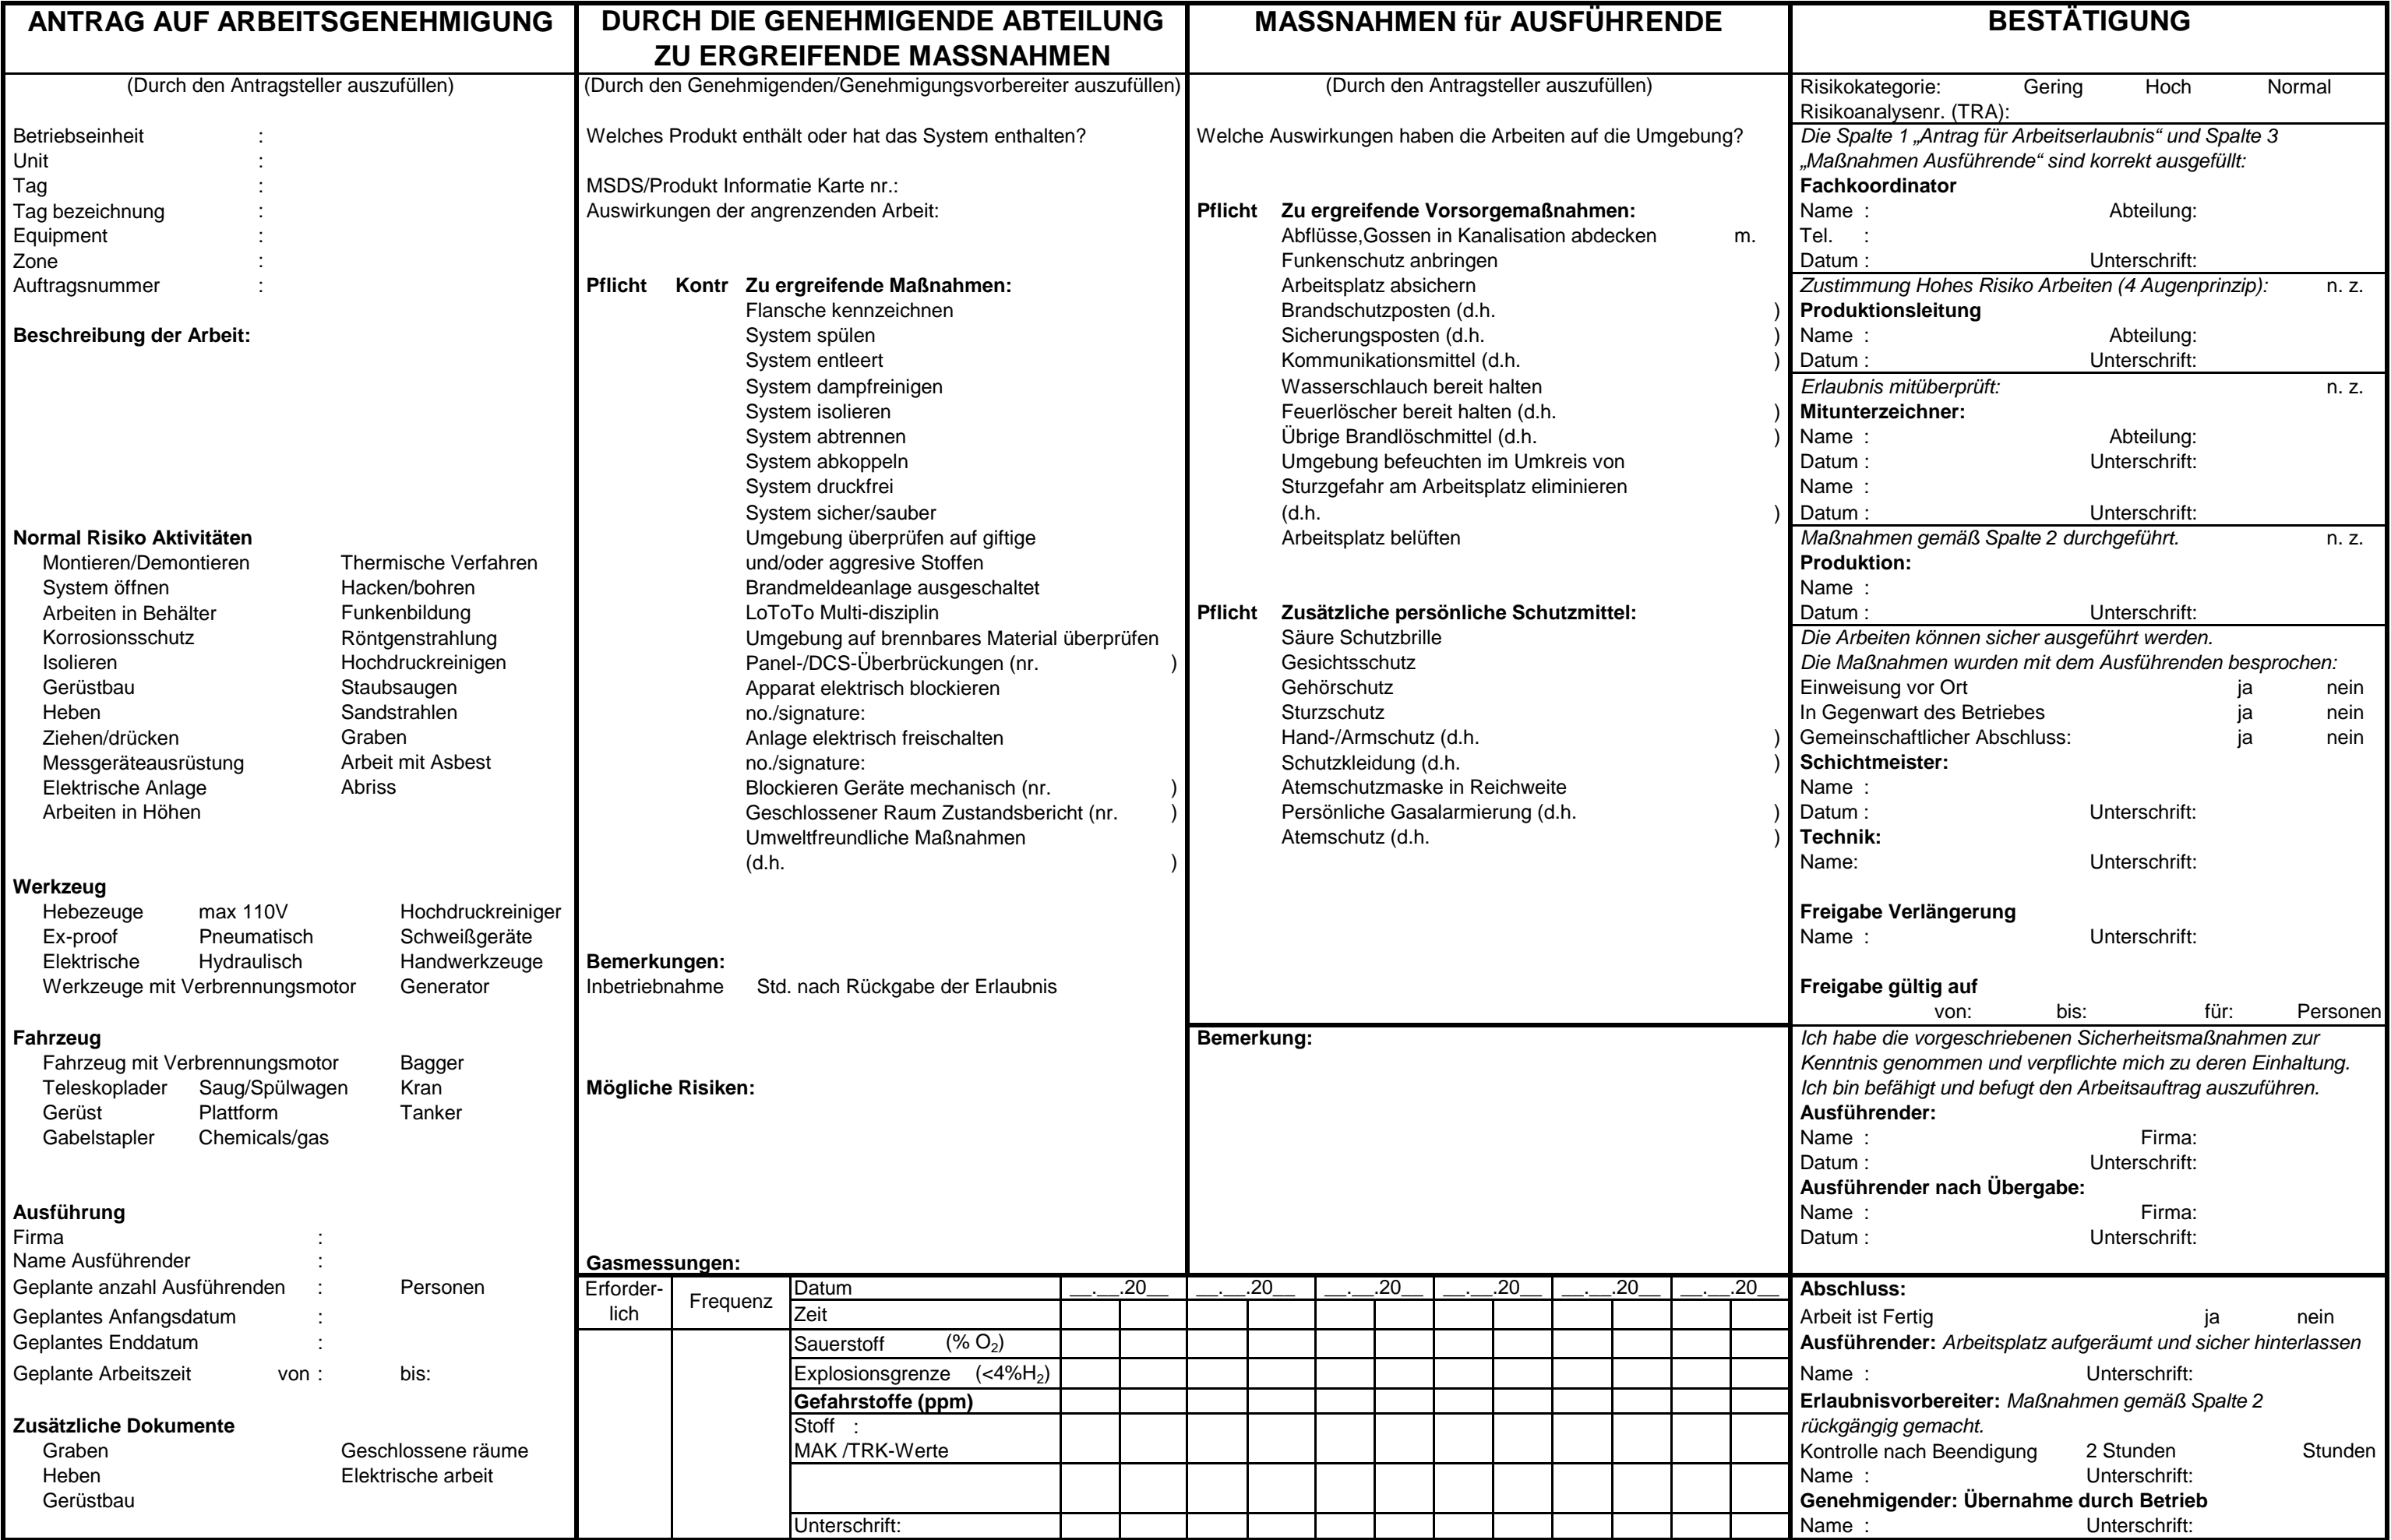 ANTRAG AUF ARBEITSGENEHMIGUNG
(Durch den Antragsteller auszufüllen)
Betriebseinheit :
Unit :
Tag :
Tag bezeichnung :
Equipment :
Zone :
Auftragsnummer :
Beschreibung der Arbeit:
Normal Risiko Aktivitäten
Montieren/Demontieren Thermische Verfahren
System öffnen Hacken/bohren
Arbeiten in Behälter Funkenbildung
Korrosionsschutz Röntgenstrahlung
Isolieren Hochdruckreinigen
Gerüstbau Staubsaugen
Heben Sandstrahlen
Ziehen/drücken Graben
Messgeräteausrüstung Arbeit mit Asbest
Elektrische Anlage Abriss
Arbeiten in Höhen
Werkzeug
Hebezeuge max 110V Hochdruckreiniger
Ex-proof Pneumatisch Schweißgeräte
Elektrische Hydraulisch Handwerkzeuge
Werkzeuge mit Verbrennungsmotor Generator
Fahrzeug
Fahrzeug mit Verbrennungsmotor Bagger
Teleskoplader Saug/Spülwagen Kran
Gerüst Plattform Tanker
Gabelstapler Chemicals/gas
Ausführung
Firma :
Name Ausführender :
Geplante anzahl Ausführenden : Personen
Geplantes Anfangsdatum :
Geplantes Enddatum :
Geplante Arbeitszeit von : bis:
Zusätzliche Dokumente
Graben Geschlossene räume
Heben Elektrische arbeit
Gerüstbau
DURCH DIE GENEHMIGENDE ABTEILUNG
ZU ERGREIFENDE MASSNAHMEN
(Durch den Genehmigenden/Genehmigungsvorbereiter auszufüllen)
Welches Produkt enthält oder hat das System enthalten?
MSDS/Produkt Informatie Karte nr.:
Auswirkungen der angrenzenden Arbeit:
Pflicht Kontr Zu ergreifende Maßnahmen:
Flansche kennzeichnen
System spülen
System entleert
System dampfreinigen
System isolieren
System abtrennen
System abkoppeln
System druckfrei
System sicher/sauber
Umgebung überprüfen auf giftige
und/oder aggresive Stoffen
Brandmeldeanlage ausgeschaltet
LoToTo Multi-disziplin
Umgebung auf brennbares Material überprüfen
Panel-/DCS-Überbrückungen (nr. )
Apparat elektrisch blockieren
no./signature:
Anlage elektrisch freischalten
no./signature:
Blockieren Geräte mechanisch (nr. )
Geschlossener Raum Zustandsbericht (nr. )
Umweltfreundliche Maßnahmen
(d.h. )
Bemerkungen:
Inbetriebnahme Std. nach Rückgabe der Erlaubnis
Mögliche Risiken:
Gasmessungen:
MASSNAHMEN für AUSFÜHRENDE
(Durch den Antragsteller auszufüllen)
Welche Auswirkungen haben die Arbeiten auf die Umgebung?
Pflicht Zu ergreifende Vorsorgemaßnahmen:
Abflüsse,Gossen in Kanalisation abdecken m.
Funkenschutz anbringen
Arbeitsplatz absichern
Brandschutzposten (d.h. )
Sicherungsposten (d.h. )
Kommunikationsmittel (d.h. )
Wasserschlauch bereit halten
Feuerlöscher bereit halten (d.h. )
Übrige Brandlöschmittel (d.h. )
Umgebung befeuchten im Umkreis von
Sturzgefahr am Arbeitsplatz eliminieren
(d.h. )
Arbeitsplatz belüften
Pflicht Zusätzliche persönliche Schutzmittel:
Säure Schutzbrille
Gesichtsschutz
Gehörschutz
Sturzschutz
Hand-/Armschutz (d.h. )
Schutzkleidung (d.h. )
Atemschutzmaske in Reichweite
Persönliche Gasalarmierung (d.h. )
Atemschutz (d.h. )
Bemerkung:
Erforder-
lich
Frequenz
Datum __.__.20__ __.__.20__ __.__.20__ __.__.20__ __.__.20__ __.__.20__
Zeit
Sauerstoff (% O₂)
Explosionsgrenze (<4%H₂)
Gefahrstoffe (ppm)
Stoff :
MAK /TRK-Werte
Unterschrift:
BESTÄTIGUNG
Risikokategorie: Gering Hoch Normal
Risikoanalysenr. (TRA):
Die Spalte 1 „Antrag für Arbeitserlaubnis“ und Spalte 3
„Maßnahmen Ausführende“ sind korrekt ausgefüllt:
Fachkoordinator
Name : Abteilung:
Tel. :
Datum : Unterschrift:
Zustimmung Hohes Risiko Arbeiten (4 Augenprinzip): n. z.
Produktionsleitung
Name : Abteilung:
Datum : Unterschrift:
Erlaubnis mitüberprüft: n. z.
Mitunterzeichner:
Name : Abteilung:
Datum : Unterschrift:
Name :
Datum : Unterschrift:
Maßnahmen gemäß Spalte 2 durchgeführt. n. z.
Produktion:
Name :
Datum : Unterschrift:
Die Arbeiten können sicher ausgeführt werden.
Die Maßnahmen wurden mit dem Ausführenden besprochen:
Einweisung vor Ort ja nein
In Gegenwart des Betriebes ja nein
Gemeinschaftlicher Abschluss: ja nein
Schichtmeister:
Name :
Datum : Unterschrift:
Technik:
Name: Unterschrift:
Freigabe Verlängerung
Name : Unterschrift:
Freigabe gültig auf
von: bis: für: Personen
Ich habe die vorgeschriebenen Sicherheitsmaßnahmen zur
Kenntnis genommen und verpflichte mich zu deren Einhaltung.
Ich bin befähigt und befugt den Arbeitsauftrag auszuführen.
Ausführender:
Name : Firma:
Datum : Unterschrift:
Ausführender nach Übergabe:
Name : Firma:
Datum : Unterschrift:
Abschluss:
Arbeit ist Fertig ja nein
Ausführender: Arbeitsplatz aufgeräumt und sicher hinterlassen
Name : Unterschrift:
Erlaubnisvorbereiter: Maßnahmen gemäß Spalte 2
rückgängig gemacht.
Kontrolle nach Beendigung 2 Stunden Stunden
Name : Unterschrift:
Genehmigender: Übernahme durch Betrieb
Name : Unterschrift: